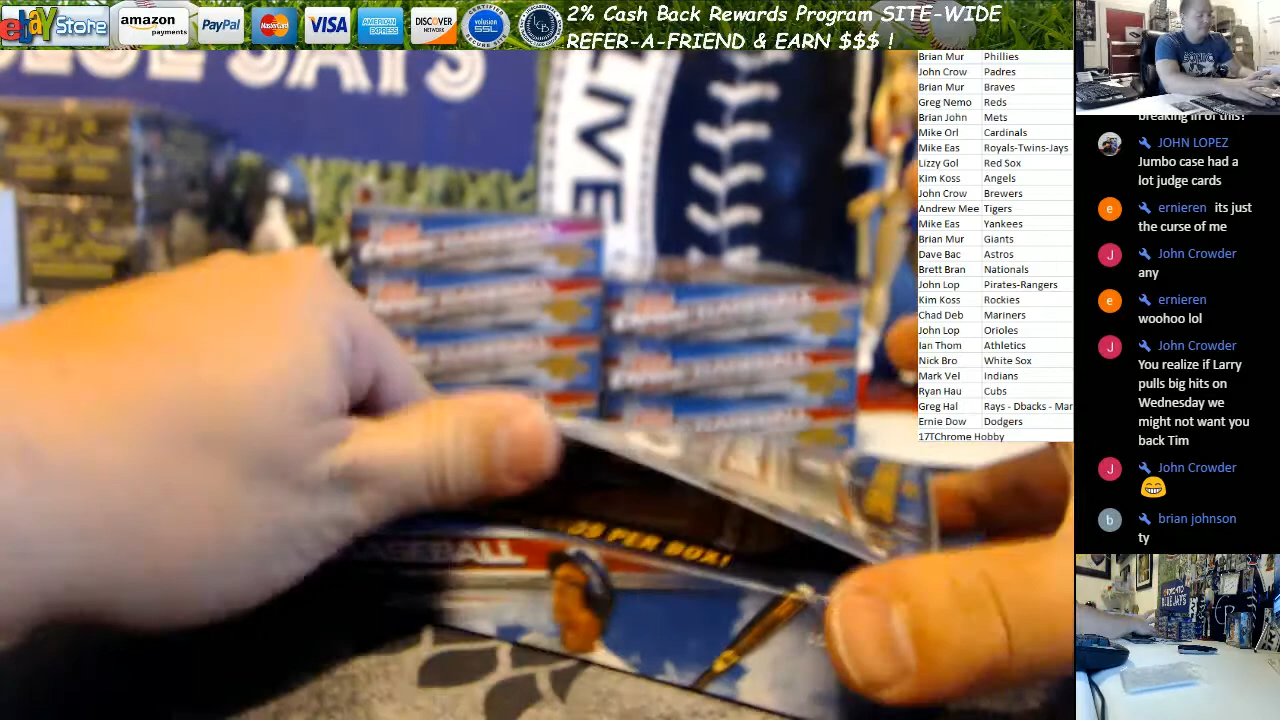 ebay Store
amazon
payments
PayPal
MasterCard
VISA
AMERICAN
EXPRESS
DISCOVER
NETWORK
volusion
SSL
2% Cash Back Rewards Program SITE-WIDE
REFER-A-FRIEND & EARN $$$ !
BLUE JAYS
Brian Mur Phillies
John Crow Padres
Brian Mur Braves
Greg Nemo Reds
Brian John Mets
Mike Orl Cardinals
Mike Eas Royals-Twins-Jays
Lizzy Gol Red Sox
Kim Koss Angels
John Crow Brewers
Andrew Mee Tigers
Mike Eas Yankees
Brian Mur Giants
Dave Bac Astros
Brett Bran Nationals
John Lop Pirates-Rangers
Kim Koss Rockies
Chad Deb Mariners
John Lop Orioles
Ian Thom Athletics
Nick Bro White Sox
Mark Vel Indians
Ryan Hau Cubs
Greg Hal Rays - Dbacks - Mar
Ernie Dow Dodgers
17TChrome Hobby
PER BOX!
BASEBALL
breaking in of this!
JOHN LOPEZ
Jumbo case had a
lot judge cards
ernieren its just
the curse of me
John Crowder
any
ernieren
woohoo lol
John Crowder
You realize if Larry
pulls big hits on
Wednesday we
might not want you
back Tim
John Crowder
brian johnson
ty
BLUE JAYS